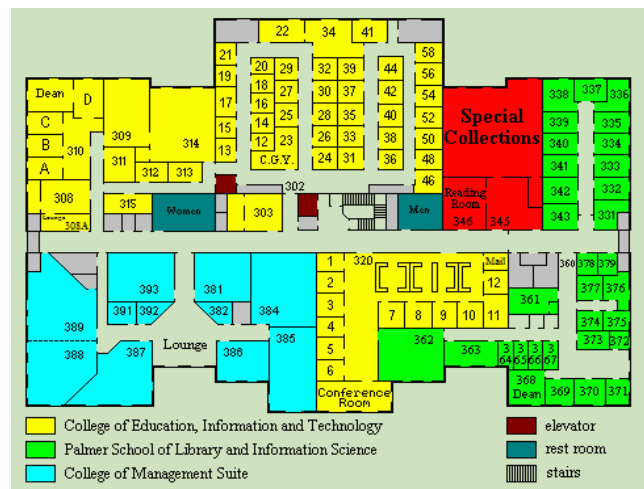 22 34 41
21 58
20 29 32 39 44
19 56
18
16 27 30 37 42
17 54
14 25 28 35 40
15 52
12 23 26 33 38
50
13 C.G.Y. 24 31 36 48
46
302
Dean D
C
B 310
A
309
311
314
312 313
308
Lounge
308A
315
Women
303
Men
Special
Collections
Reading
Room
346 345
338 337 336
339 335
340 334
341 333
342 332
343 331
393 381 384
391 392 382
389
388 387
Lounge 386
385
1 320 Mail
2 12
3
4 7 8 9 10 11
5
6
Conference
Room
362 363
361
360 378 379
377 376
374 375
373 372
364 365 366 367
368
Dean
369 370 371
College of Education, Information and Technology
Palmer School of Library and Information Science
College of Management Suite
elevator
rest room
stairs